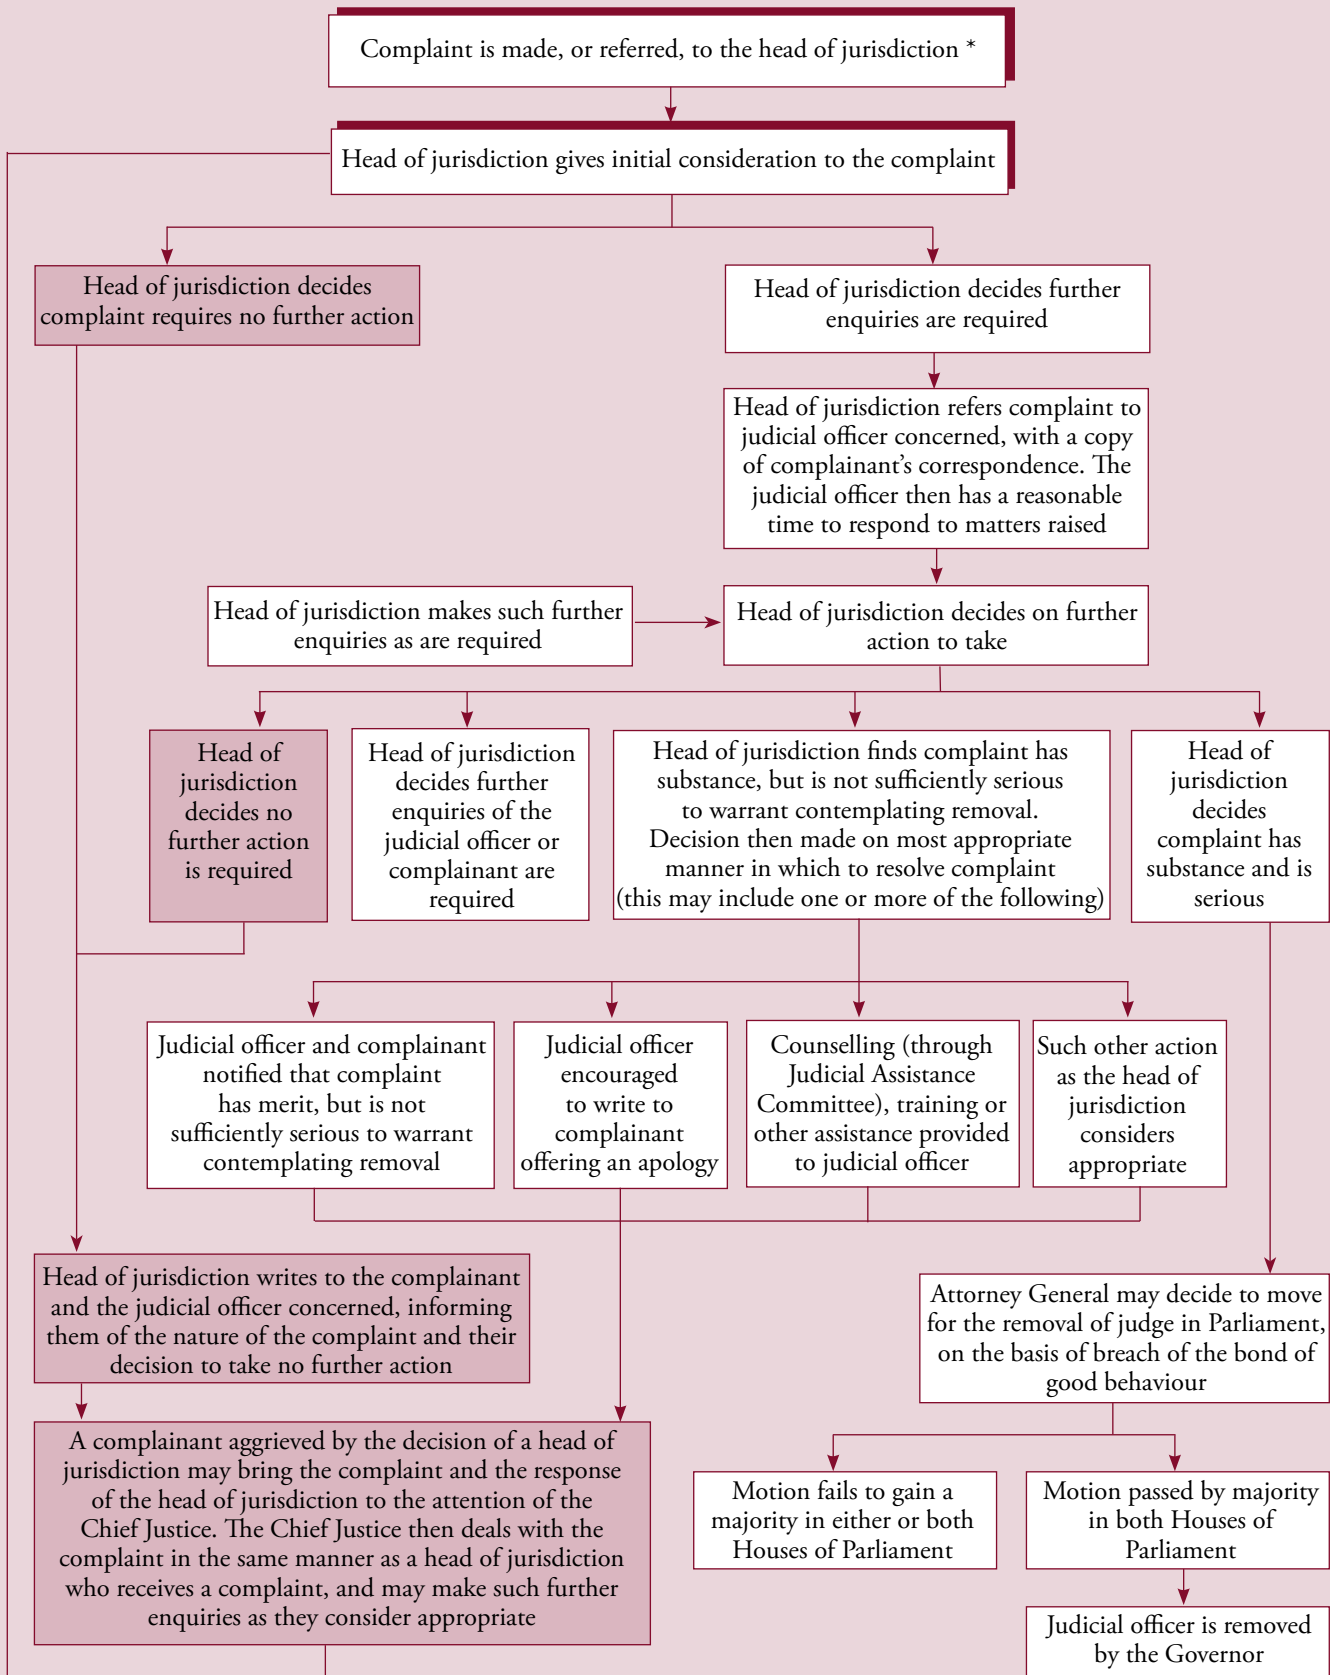 Complaint is made, or referred, to the head of jurisdiction *
Head of jurisdiction gives initial consideration to the complaint
Head of jurisdiction decides
complaint requires no further action
Head of jurisdiction decides further
enquiries are required
Head of jurisdiction refers complaint to
judicial officer concerned, with a copy
of complainant’s correspondence. The
judicial officer then has a reasonable
time to respond to matters raised
Head of jurisdiction makes such further
enquiries as are required
Head of jurisdiction decides on further
action to take
Head of
jurisdiction
decides no
further action
is required
Head of jurisdiction
decides further
enquiries of the
judicial officer or
complainant are
required
Head of jurisdiction finds complaint has
substance, but is not sufficiently serious
to warrant contemplating removal.
Decision then made on most appropriate
manner in which to resolve complaint
(this may include one or more of the following)
Head of
jurisdiction
decides
complaint has
substance and is
serious
Judicial officer and complainant
notified that complaint
has merit, but is not
sufficiently serious to warrant
contemplating removal
Judicial officer
encouraged
to write to
complainant
offering an apology
Counselling (through
Judicial Assistance
Committee), training or
other assistance provided
to judicial officer
Such other action
as the head of
jurisdiction
considers
appropriate
Head of jurisdiction writes to the complainant
and the judicial officer concerned, informing
them of the nature of the complaint and their
decision to take no further action
Attorney General may decide to move
for the removal of judge in Parliament,
on the basis of breach of the bond of
good behaviour
A complainant aggrieved by the decision of a head of
jurisdiction may bring the complaint and the response
of the head of jurisdiction to the attention of the
Chief Justice. The Chief Justice then deals with the
complaint in the same manner as a head of jurisdiction
who receives a complaint, and may make such further
enquiries as they consider appropriate
Motion fails to gain a
majority in either or both
Houses of Parliament
Motion passed by majority
in both Houses of
Parliament
Judicial officer is removed
by the Governor